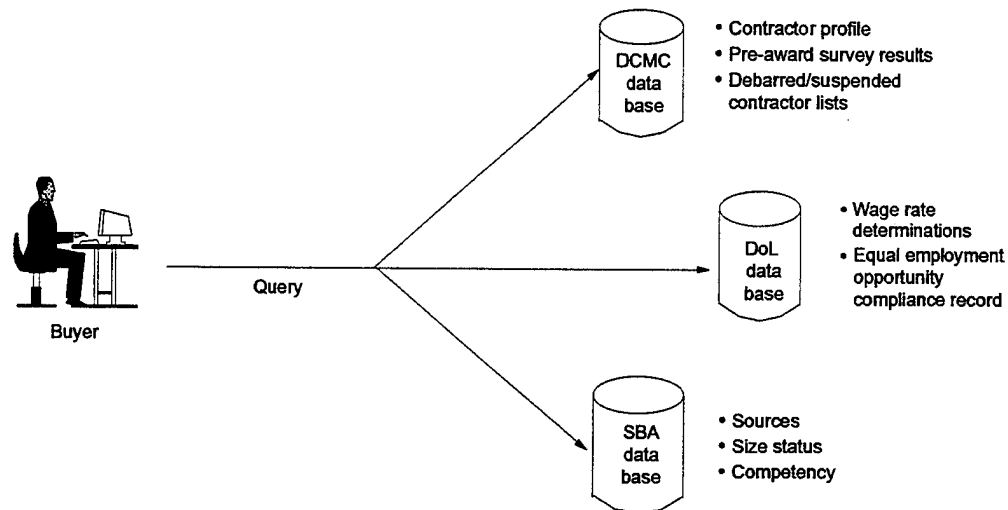 DCMC
data
base
• Contractor profile
• Pre-award survey results
• Debarred/suspended
contractor lists
Buyer
Query
DoL
data
base
• Wage rate
determinations
• Equal employment
opportunity
compliance record
SBA
data
base
• Sources
• Size status
• Competency